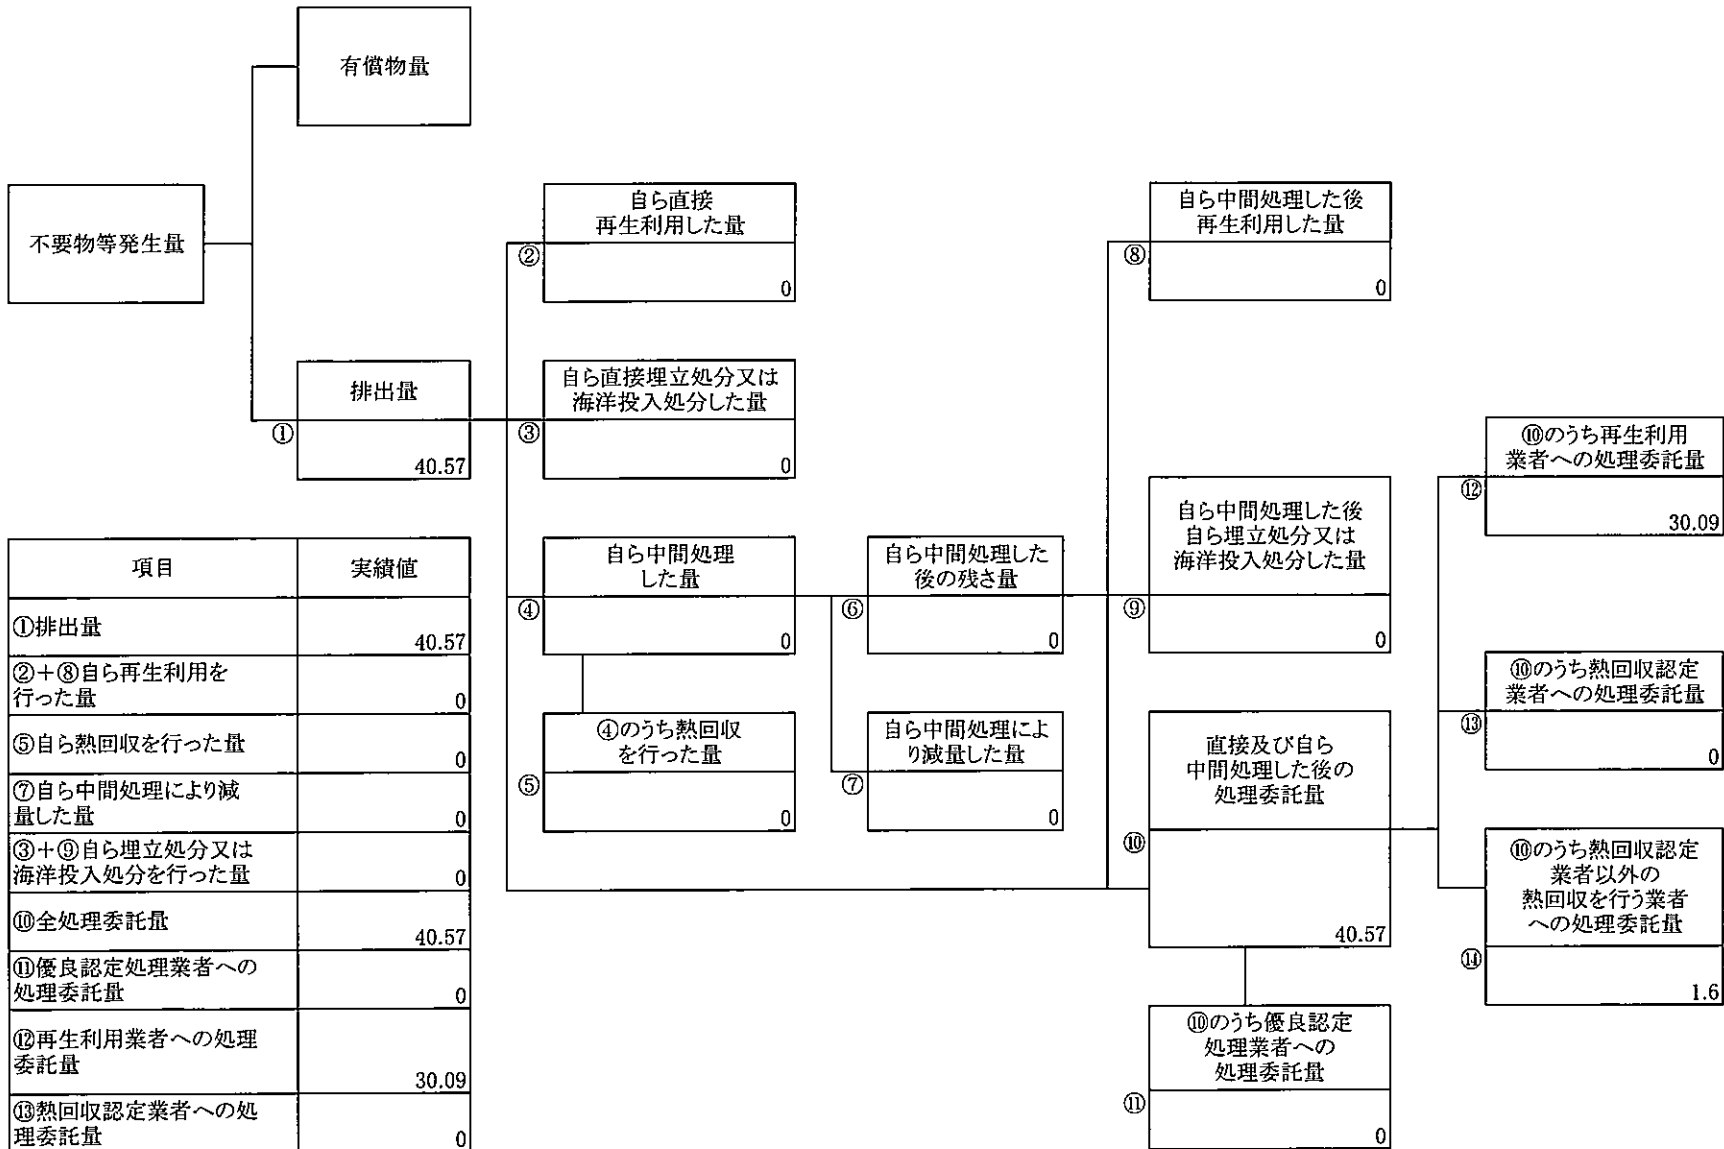 有償物量
不要物等発生量
排出量
①
40.57
自ら直接
再生利用した量
②
0
自ら直接埋立処分又は
海洋投入処分した量
③
0
自ら中間処理
した量
④
0
④のうち熱回収
を行った量
⑤
0
自ら中間処理した
後の残さ量
⑥
0
自ら中間処理によ
り減量した量
⑦
0
自ら中間処理した後
再生利用した量
⑧
0
自ら中間処理した後
自ら埋立処分又は
海洋投入処分した量
⑨
0
直接及び自ら
中間処理した後の
処理委託量
⑩
40.57
⑩のうち優良認定
処理業者への
処理委託量
⑪
0
⑩のうち再生利用
業者への処理委託量
⑫
30.09
⑩のうち熱回収認定
業者への処理委託量
⑬
0
⑩のうち熱回収認定
業者以外の
熱回収を行う業者
への処理委託量
⑭
1.6
項目 実績値
①排出量
40.57
②+⑧自ら再生利用を
行った量 0
⑤自ら熱回収を行った量
0
⑦自ら中間処理により減
量した量 0
③+⑨自ら埋立処分又は
海洋投入処分を行った量 0
⑩全処理委託量
40.57
⑪優良認定処理業者への
処理委託量 0
⑫再生利用業者への処理
委託量
30.09
⑬熱回収認定業者への処
理委託量 0